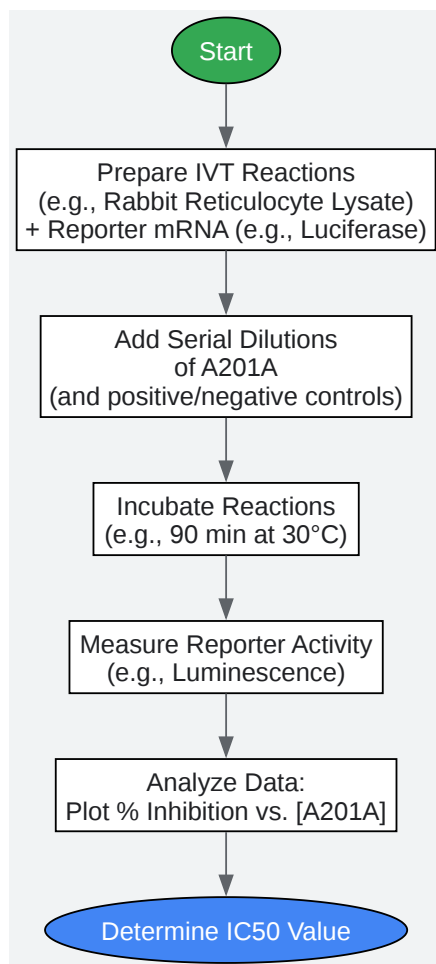 Start
Prepare IVT Reactions
(e.g., Rabbit Reticulocyte Lysate)
+ Reporter mRNA (e.g., Luciferase)
Add Serial Dilutions
of A201A
(and positive/negative controls)
Incubate Reactions
(e.g., 90 min at 30°C)
Measure Reporter Activity
(e.g., Luminescence)
Analyze Data:
Plot % Inhibition vs. [A201A]
Determine IC50 Value